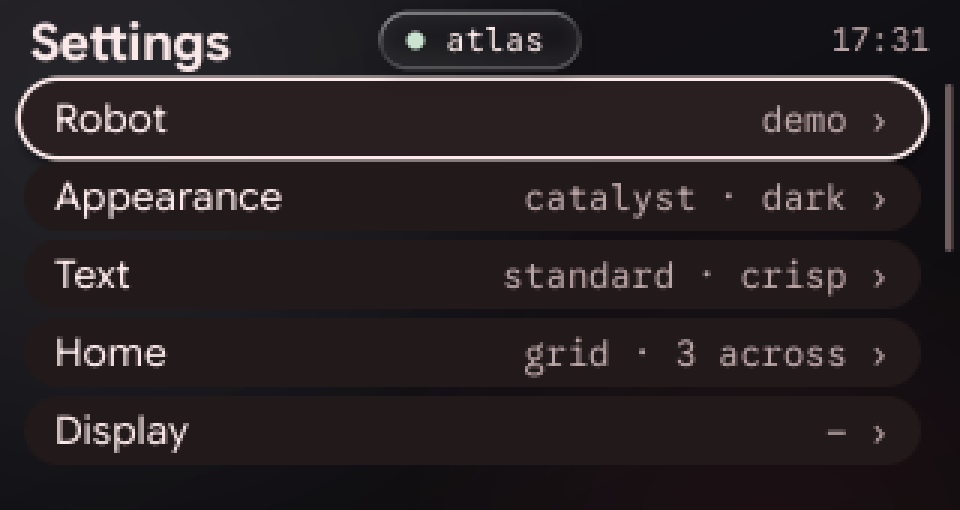 Settings
atlas
17:31
Robot demo ›
Appearance catalyst · dark ›
Text standard · crisp ›
Home grid · 3 across ›
Display – ›